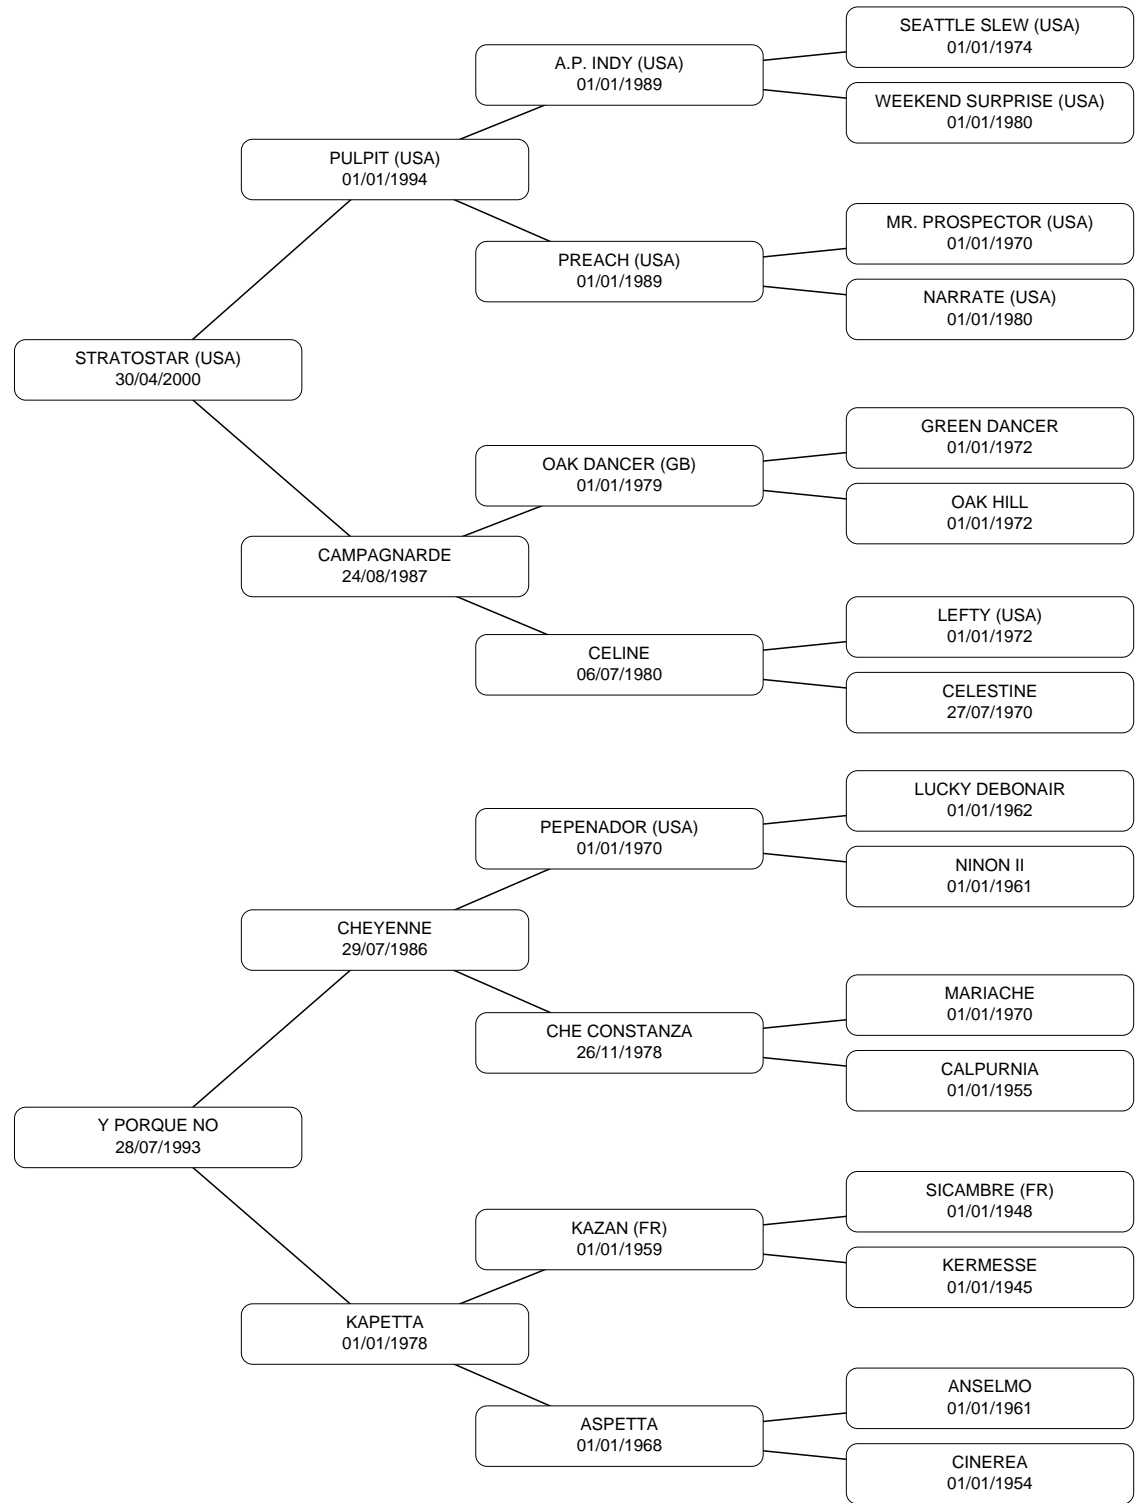 SEATTLE SLEW (USA)
01/01/1974
A.P. INDY (USA)
01/01/1989
WEEKEND SURPRISE (USA)
01/01/1980
PULPIT (USA)
01/01/1994
MR. PROSPECTOR (USA)
01/01/1970
PREACH (USA)
01/01/1989
NARRATE (USA)
01/01/1980
STRATOSTAR (USA)
30/04/2000
GREEN DANCER
01/01/1972
OAK DANCER (GB)
01/01/1979
OAK HILL
01/01/1972
CAMPAGNARDE
24/08/1987
LEFTY (USA)
01/01/1972
CELINE
06/07/1980
CELESTINE
27/07/1970
LUCKY DEBONAIR
01/01/1962
PEPENADOR (USA)
01/01/1970
NINON II
01/01/1961
CHEYENNE
29/07/1986
MARIACHE
01/01/1970
CHE CONSTANZA
26/11/1978
CALPURNIA
01/01/1955
Y PORQUE NO
28/07/1993
SICAMBRE (FR)
01/01/1948
KAZAN (FR)
01/01/1959
KERMESSE
01/01/1945
KAPETTA
01/01/1978
ANSELMO
01/01/1961
ASPETTA
01/01/1968
CINEREA
01/01/1954